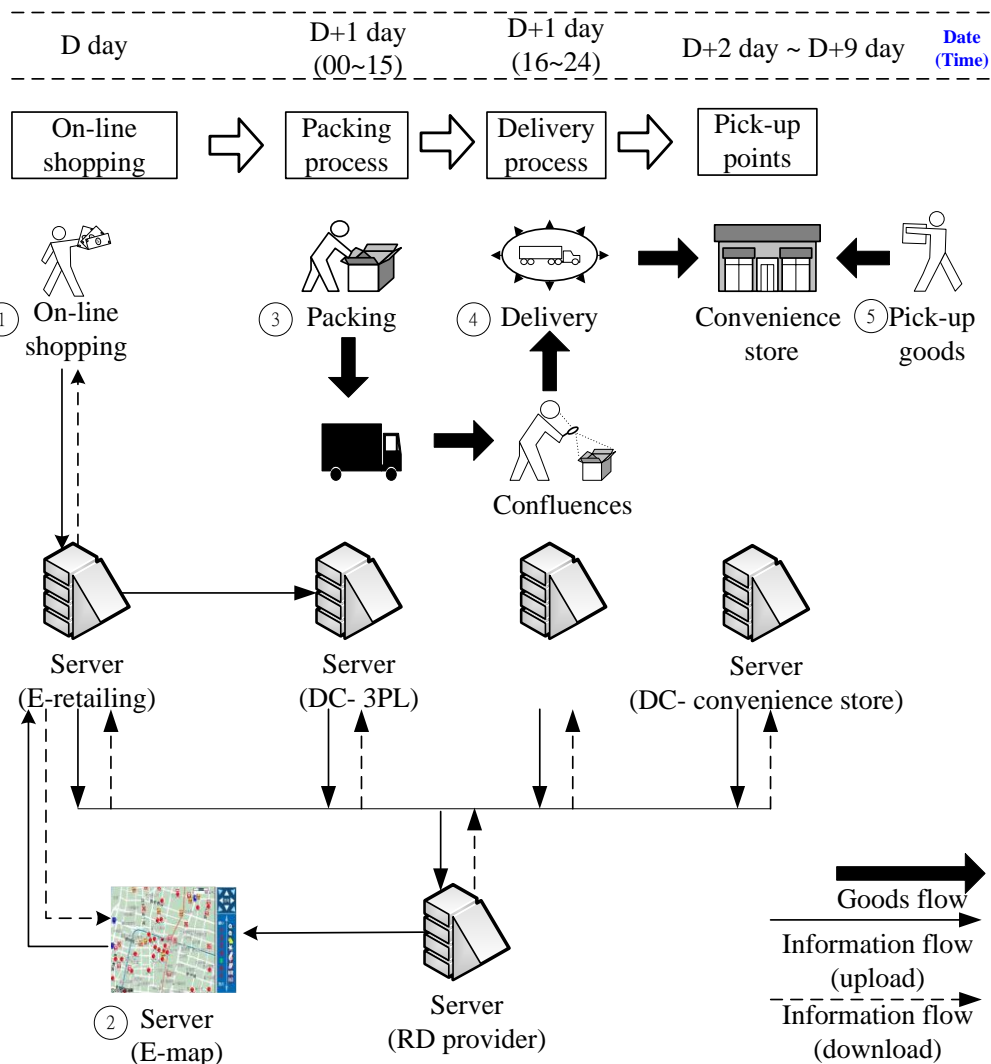 D day
D+1 day
(00~15)
D+1 day
(16~24)
D+2 day ~ D+9 day
Date
(Time)
On-line
shopping
Packing
process
Delivery
process
Pick-up
points
1 On-line
shopping
3 Packing
4 Delivery
Convenience
store
5 Pick-up
goods
Confluences
Server
(E-retailing)
Server
(DC- 3PL)
Server
(DC- convenience store)
Goods flow
Information flow
(upload)
Information flow
(download)
2 Server
(E-map)
Server
(RD provider)